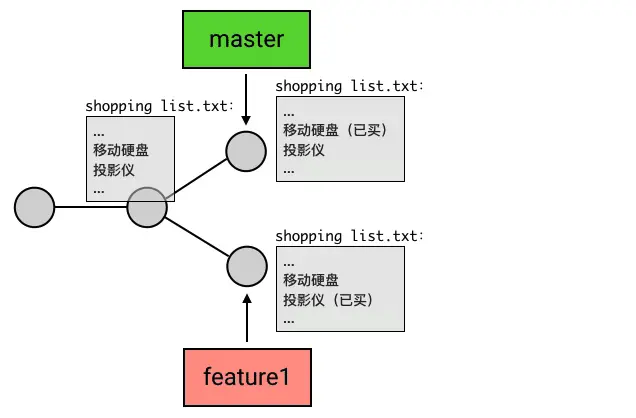 master
shopping list.txt:
...
移动硬盘（已买）
投影仪
...
shopping list.txt:
...
移动硬盘
投影仪
...
shopping list.txt:
...
移动硬盘
投影仪（已买）
...
feature1